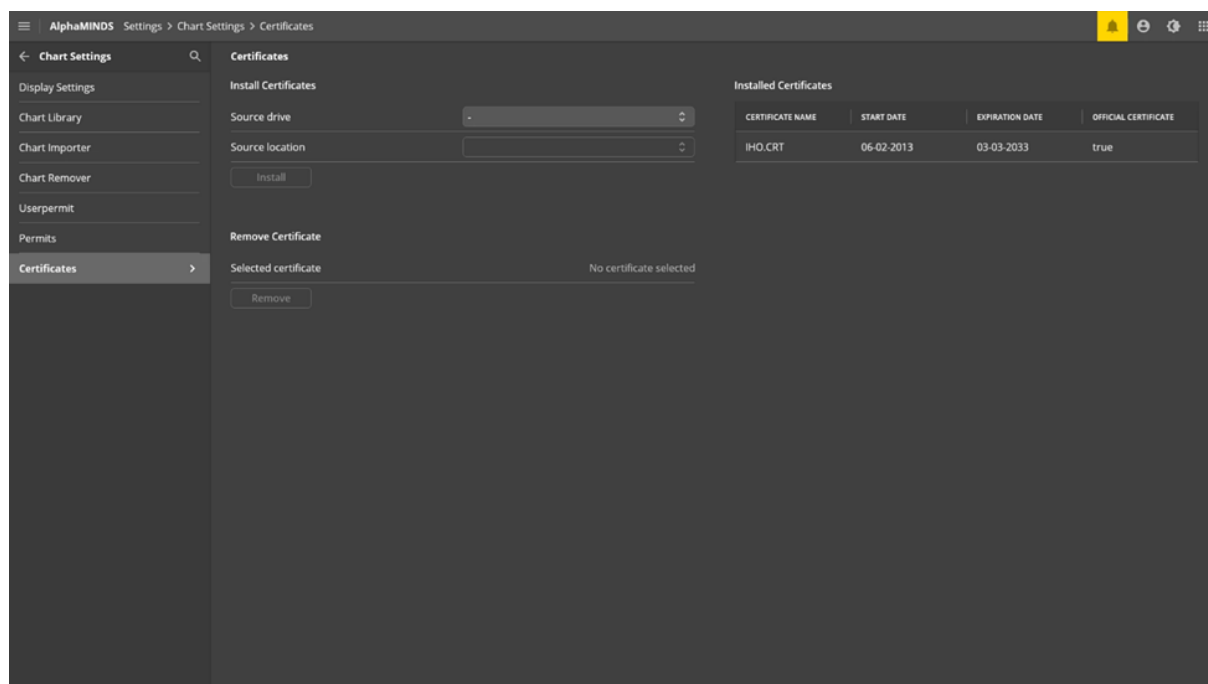 AlphaMINDS Settings > Chart Settings > Certificates
Chart Settings
Display Settings
Chart Library
Chart Importer
Chart Remover
Userpermit
Permits
Certificates
Certificates
Install Certificates
Source drive -
Source location
Install
Remove Certificate
Selected certificate No certificate selected
Remove
Installed Certificates
CERTIFICATE NAME START DATE EXPIRATION DATE OFFICIAL CERTIFICATE
IHO.CRT 06-02-2013 03-03-2033 true